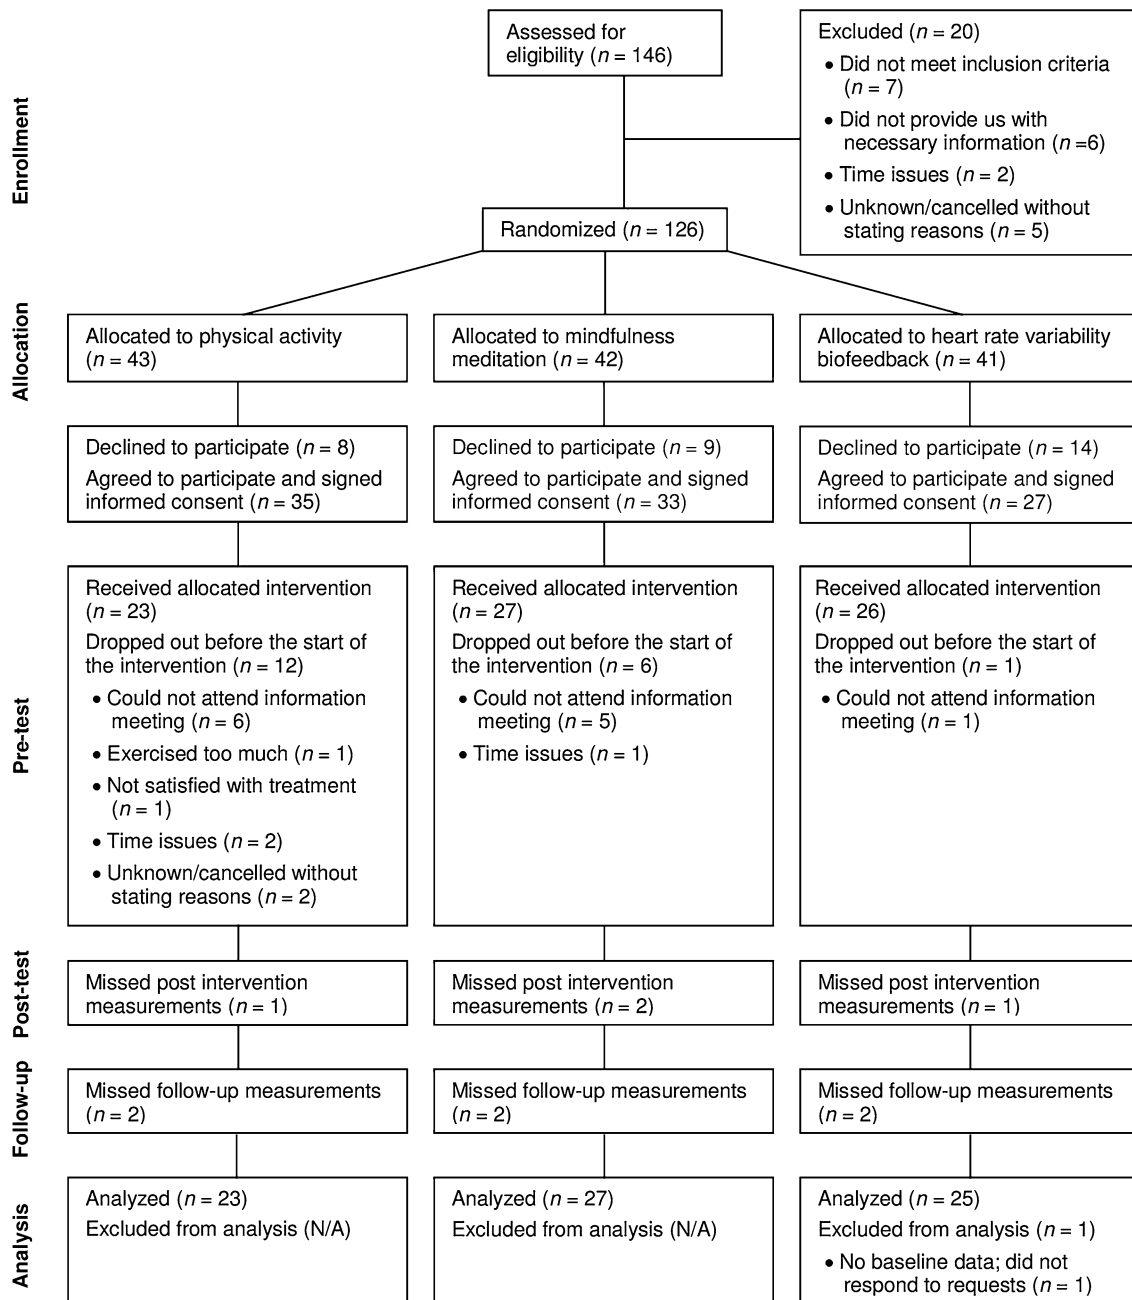 Assessed for
eligibility (n = 146)
Excluded (n = 20)
• Did not meet inclusion criteria
(n = 7)
• Did not provide us with
necessary information (n =6)
• Time issues (n = 2)
• Unknown/cancelled without
stating reasons (n = 5)
Enrollment
Randomized (n = 126)
Allocation
Allocated to physical activity
(n = 43)
Allocated to mindfulness
meditation (n = 42)
Allocated to heart rate variability
biofeedback (n = 41)
Declined to participate (n = 8)
Agreed to participate and signed
informed consent (n = 35)
Declined to participate (n = 9)
Agreed to participate and signed
informed consent (n = 33)
Declined to participate (n = 14)
Agreed to participate and signed
informed consent (n = 27)
Pre-test
Received allocated intervention
(n = 23)
Dropped out before the start of
the intervention (n = 12)
• Could not attend information
meeting (n = 6)
• Exercised too much (n = 1)
• Not satisfied with treatment
(n = 1)
• Time issues (n = 2)
• Unknown/cancelled without
stating reasons (n = 2)
Received allocated intervention
(n = 27)
Dropped out before the start of
the intervention (n = 6)
• Could not attend information
meeting (n = 5)
• Time issues (n = 1)
Received allocated intervention
(n = 26)
Dropped out before the start of
the intervention (n = 1)
• Could not attend information
meeting (n = 1)
Post-test
Missed post intervention
measurements (n = 1)
Missed post intervention
measurements (n = 2)
Missed post intervention
measurements (n = 1)
Follow-up
Missed follow-up measurements
(n = 2)
Missed follow-up measurements
(n = 2)
Missed follow-up measurements
(n = 2)
Analysis
Analyzed (n = 23)
Excluded from analysis (N/A)
Analyzed (n = 27)
Excluded from analysis (N/A)
Analyzed (n = 25)
Excluded from analysis (n = 1)
• No baseline data; did not
respond to requests (n = 1)